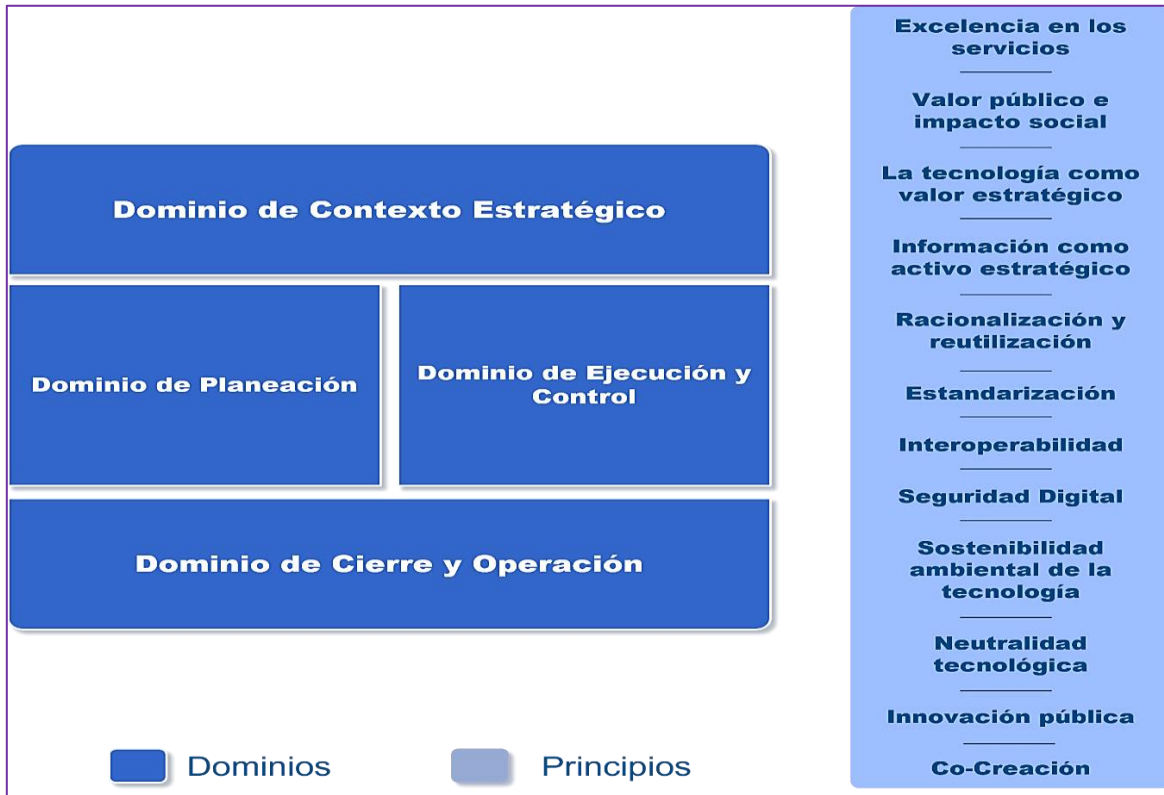 Dominio de Contexto Estratégico
Dominio de Planeación
Dominio de Ejecución y
Control
Dominio de Cierre y Operación
Dominios
Principios
Excelencia en los
servicios
Valor público e
impacto social
La tecnología como
valor estratégico
Información como
activo estratégico
Racionalización y
reutilización
Estandarización
Interoperabilidad
Seguridad Digital
Sostenibilidad
ambiental de la
tecnología
Neutralidad
tecnológica
Innovación pública
Co-Creación